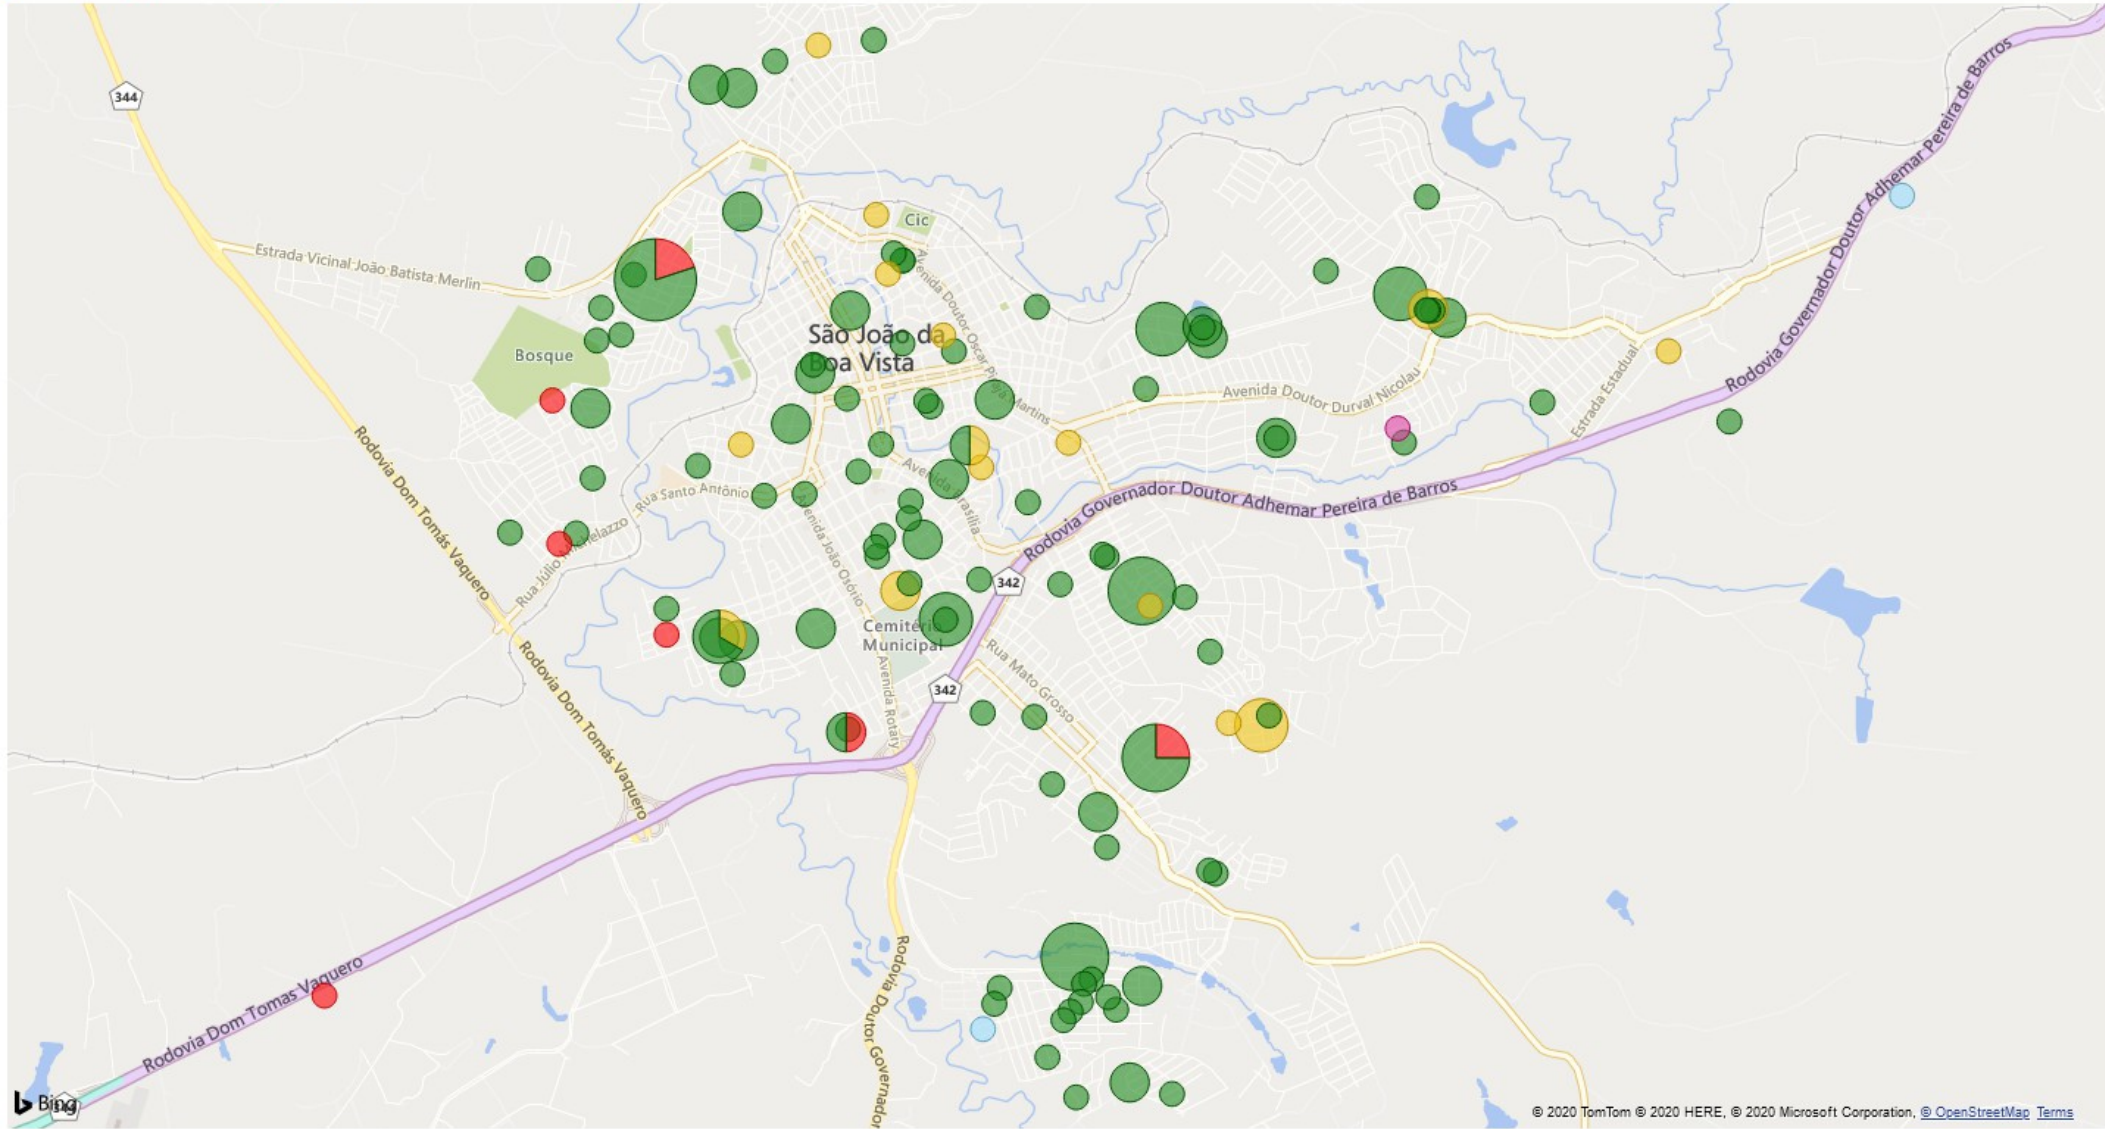 Rodovia Governador Doutor Adhemar Pereira de Barros
344
Cic
Estrada Vicinal João Batista Merlin
Avenida Doutor Oscar Piraja Martins
São João da
Boa Vista
Bosque
Avenida Doutor Durval Nicolau
Estrada Estadual
Rodovia Dom Tomás Vaquero
Avenida Brasília
Rua Santo Antônio
Rodovia Governador Doutor Adhemar Pereira de Barros
Rua Júlio Michelazzo
Avenida João Osório
342
Cemitério
Municipal
Rua Mato Grosso
Rodovia Dom Tomás Vaquero
Avenida Rotary
342
Rodovia Dom Tomas Vaquero
Rodovia Doutor Governador
Bing
© 2020 TomTom © 2020 HERE, © 2020 Microsoft Corporation, © OpenStreetMap Terms